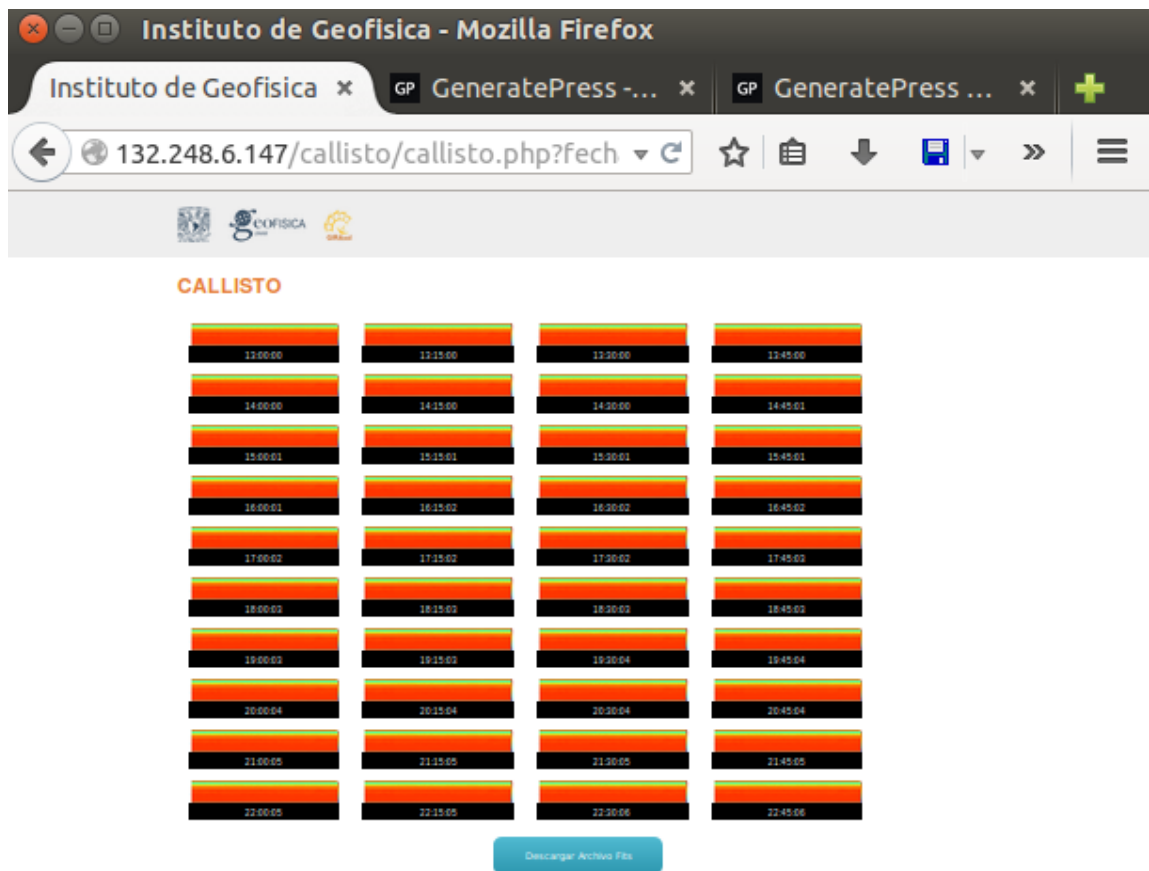 Instituto de Geofisica - Mozilla Firefox
Instituto de Geofisica × GP GeneratePress -... × GP GeneratePress ... ×
132.248.6.147/callisto/callisto.php?fech
GEOFISICA
CALLISTO
13:00:00 13:15:00 13:30:00 13:45:00
14:00:00 14:15:00 14:30:00 14:45:01
15:00:01 15:15:01 15:30:01 15:45:01
16:00:01 16:15:02 16:30:02 16:45:02
17:00:02 17:15:02 17:30:02 17:45:03
18:00:03 18:15:03 18:30:03 18:45:03
19:00:03 19:15:03 19:30:04 19:45:04
20:00:04 20:15:04 20:30:04 20:45:04
21:00:05 21:15:05 21:30:05 21:45:05
22:00:05 22:15:05 22:30:06 22:45:06
Descargar Archivo Fits